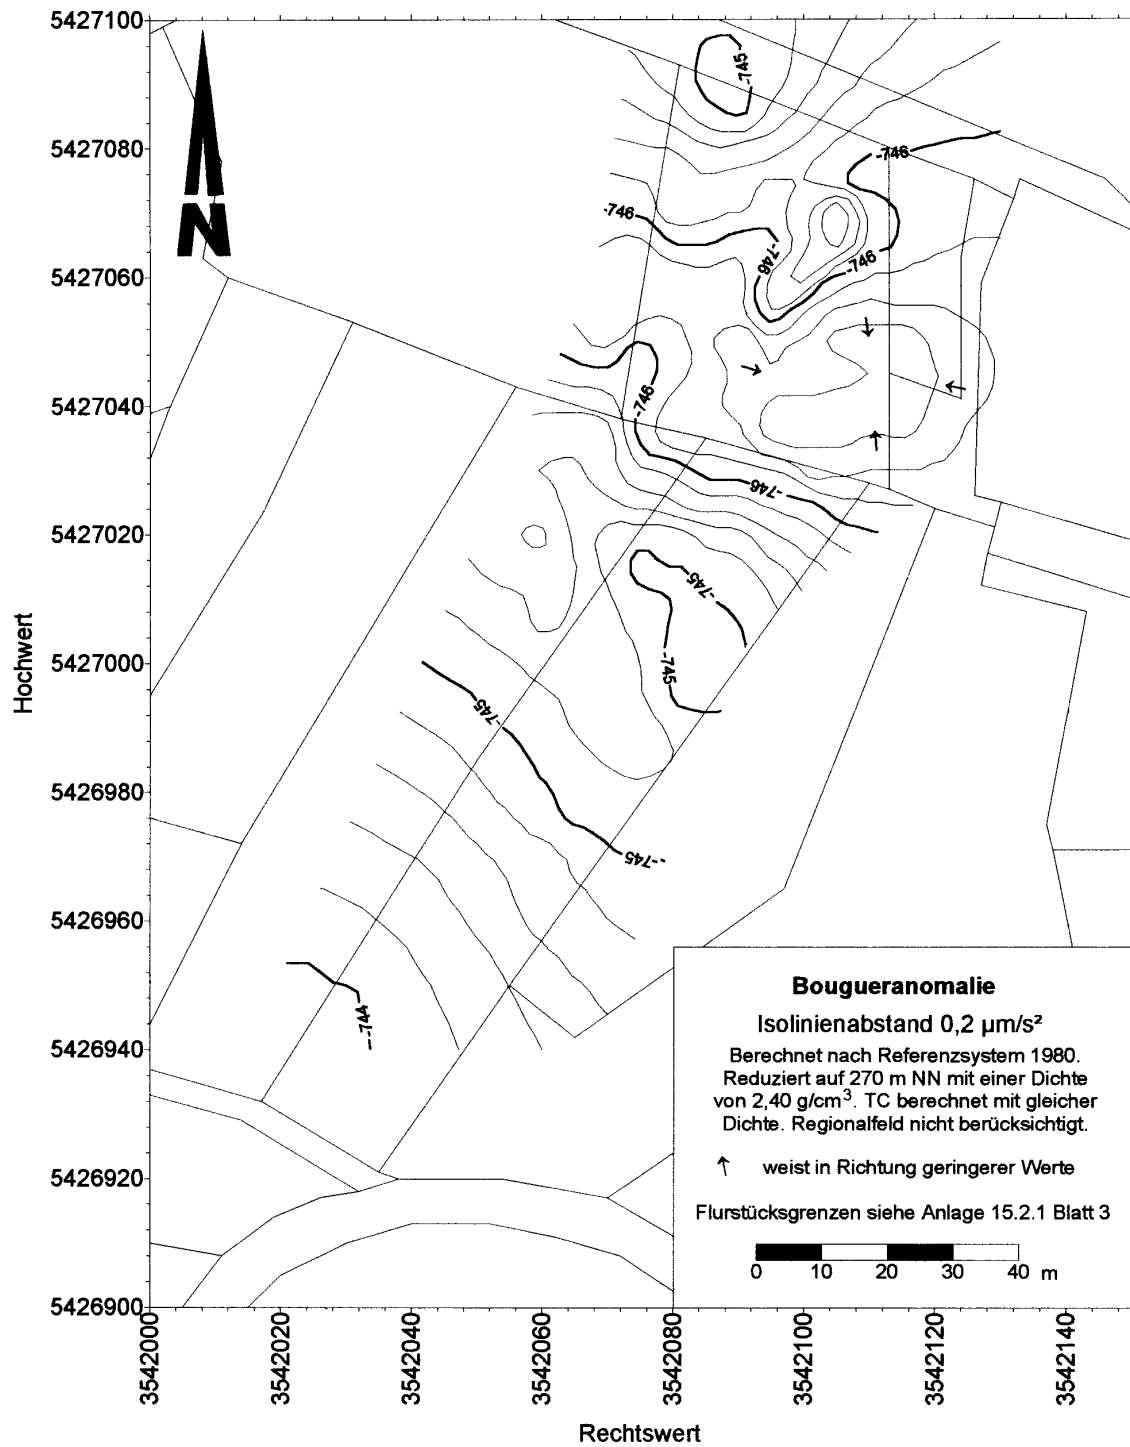 5427100
5427080
5427060
5427040
5427020
5427000
5426980
5426960
5426940
5426920
5426900
Hochwert
N
-745
-746
-746
-746
-746
-746
-746
-745
-745
-745
--745
--744
Bougueranomalie
Isolinienabstand 0,2 µm/s²
Berechnet nach Referenzsystem 1980.
Reduziert auf 270 m NN mit einer Dichte
von 2,40 g/cm³. TC berechnet mit gleicher
Dichte. Regionalfeld nicht berücksichtigt.
↑ weist in Richtung geringerer Werte
Flurstücksgrenzen siehe Anlage 15.2.1 Blatt 3
0 10 20 30 40 m
3542000
3542020
3542040
3542060
3542080
3542100
3542120
3542140
Rechtswert